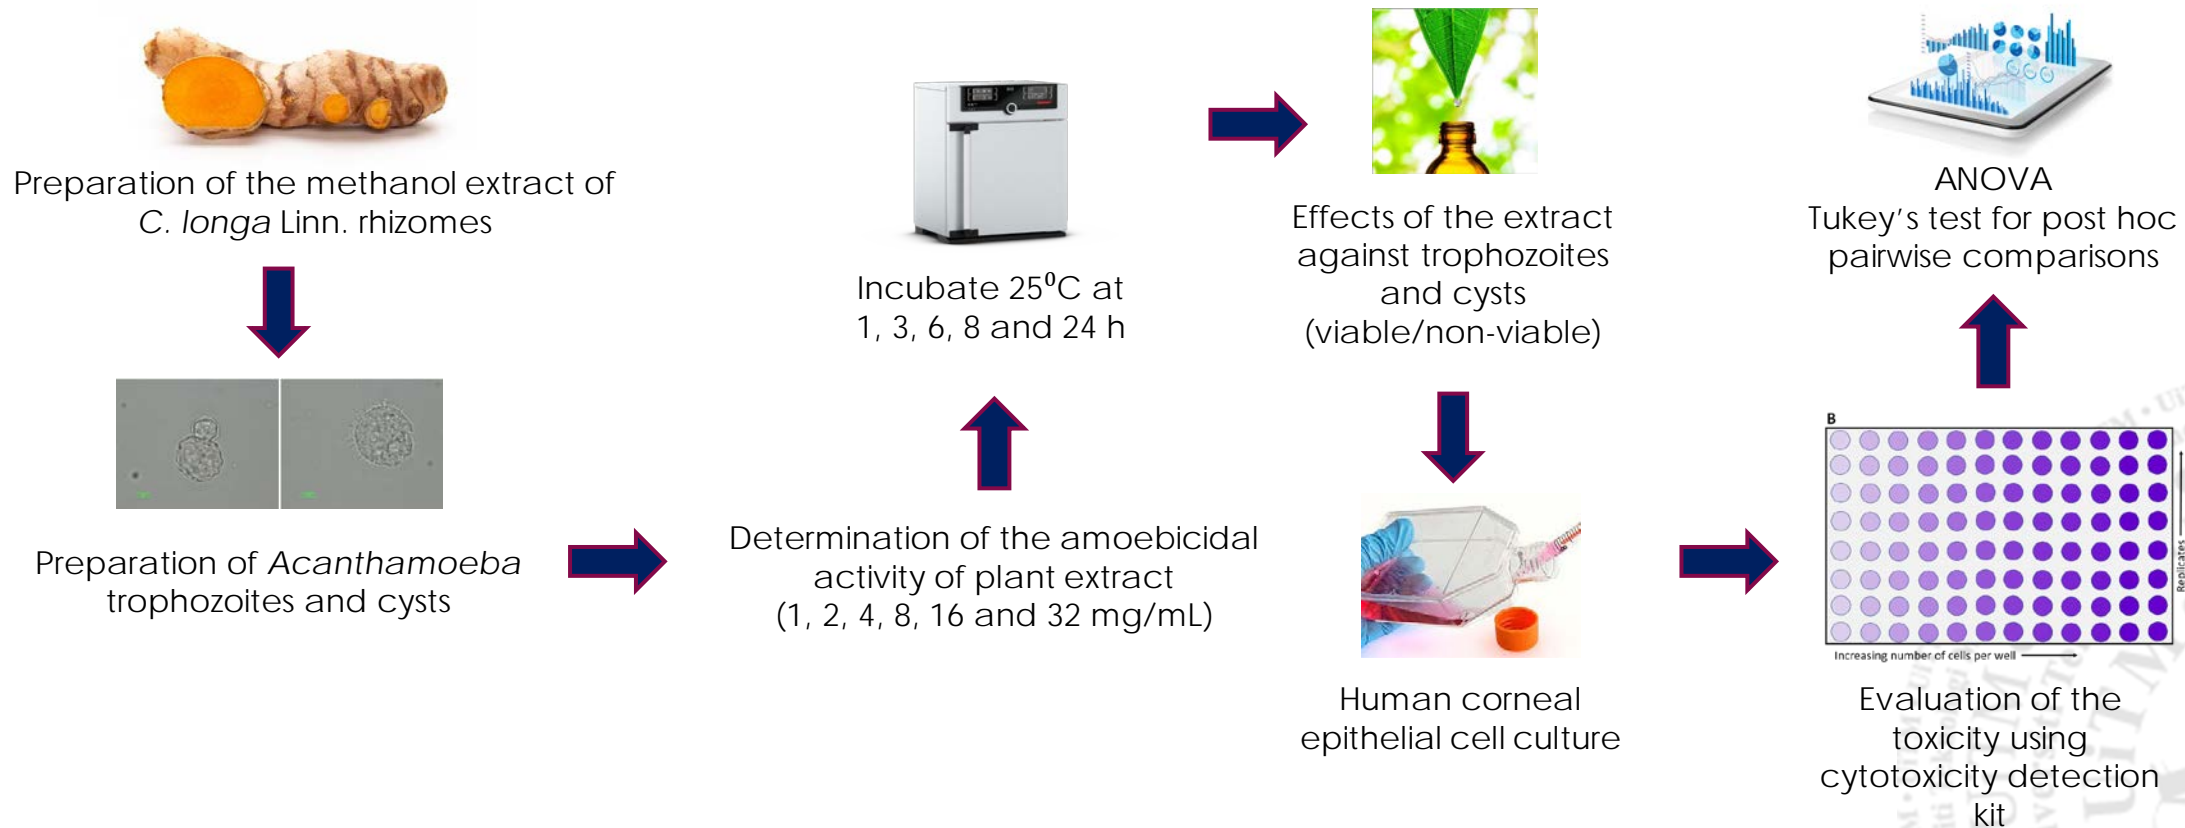 Preparation of the methanol extract of
C. longa Linn. rhizomes
Preparation of Acanthamoeba
trophozoites and cysts
Determination of the amoebicidal
activity of plant extract
(1, 2, 4, 8, 16 and 32 mg/mL)
Incubate 25⁰C at
1, 3, 6, 8 and 24 h
Effects of the extract
against trophozoites
and cysts
(viable/non-viable)
Human corneal
epithelial cell culture
B
Replicates
Increasing number of cells per well
Evaluation of the
toxicity using
cytotoxicity detection
kit
ANOVA
Tukey’s test for post hoc
pairwise comparisons
UiTM